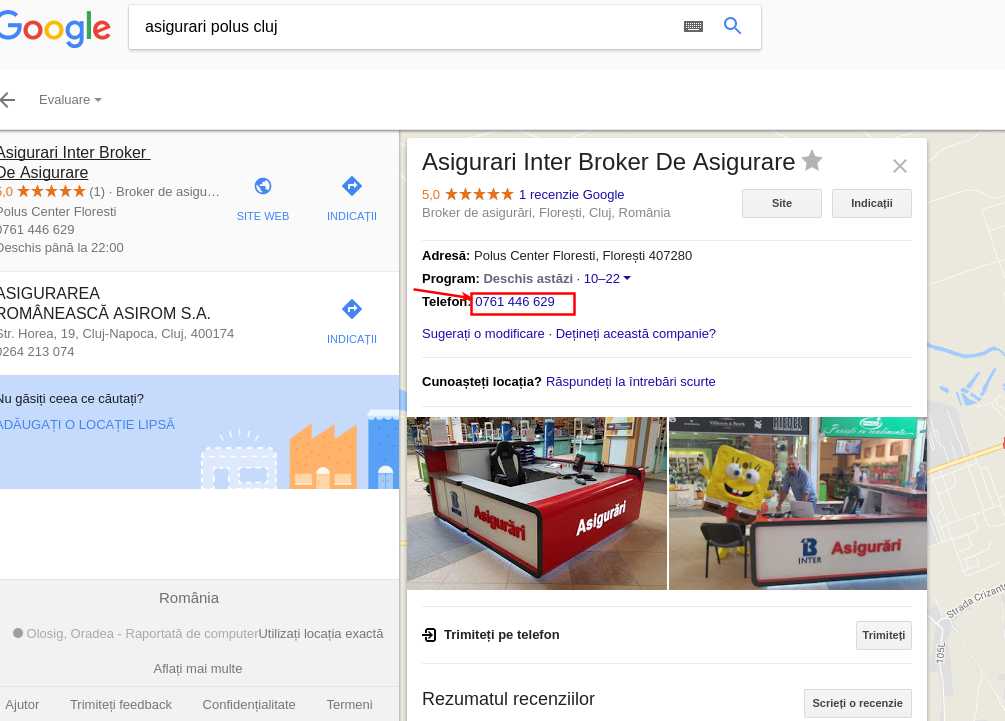 Google
asigurari polus cluj
Evaluare
Asigurari Inter Broker
De Asigurare
5,0 (1) · Broker de asigu…
Polus Center Floresti
0761 446 629
Deschis până la 22:00
SITE WEB
INDICAȚII
ASIGURAREA
ROMÂNEASCĂ ASIROM S.A.
Str. Horea, 19, Cluj-Napoca, Cluj, 400174
0264 213 074
INDICAȚII
Nu găsiți ceea ce căutați?
ADĂUGAȚI O LOCAȚIE LIPSĂ
România
Olosig, Oradea - Raportată de computer Utilizați locația exactă
Aflați mai multe
Ajutor Trimiteți feedback Confidențialitate Termeni
Asigurari Inter Broker De Asigurare
5,0 1 recenzie Google
Broker de asigurări, Florești, Cluj, România
Site
Indicații
Adresă: Polus Center Floresti, Florești 407280
Program: Deschis astăzi · 10–22
Telefon: 0761 446 629
Sugerați o modificare · Dețineți această companie?
Cunoașteți locația? Răspundeți la întrebări scurte
INTER
Asigurări
Asigurări
RIEDEL
INTER
Asigurări
Trimiteți pe telefon
Trimiteți
Rezumatul recenziilor
Scrieți o recenzie
105L